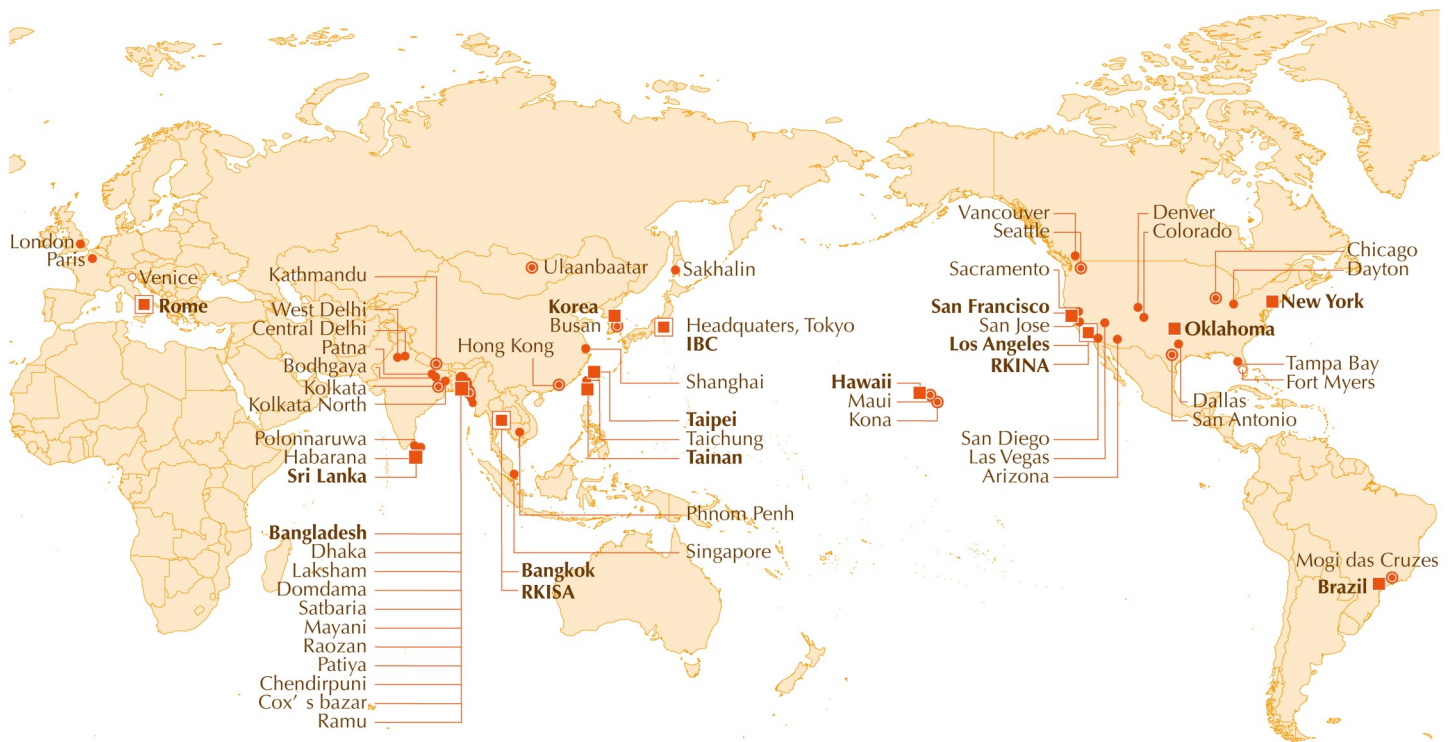 London
Paris
Venice
Rome
Kathmandu
West Delhi
Central Delhi
Patna
Bodhgaya
Kolkata
Kolkata North
Polonnaruwa
Habarana
Sri Lanka
Bangladesh
Dhaka
Laksham
Domdama
Satbaria
Mayani
Raozan
Patiya
Chendirpuni
Cox’ s bazar
Ramu
Ulaanbaatar
Sakhalin
Korea
Busan
Headquaters, Tokyo
IBC
Hong Kong
Shanghai
Taipei
Taichung
Tainan
Phnom Penh
Singapore
Bangkok
RKISA
Vancouver
Seattle
Sacramento
San Francisco
San Jose
Los Angeles
RKINA
Hawaii
Maui
Kona
San Diego
Las Vegas
Arizona
Denver
Colorado
Chicago
Dayton
New York
Oklahoma
Tampa Bay
Fort Myers
Dallas
San Antonio
Mogi das Cruzes
Brazil